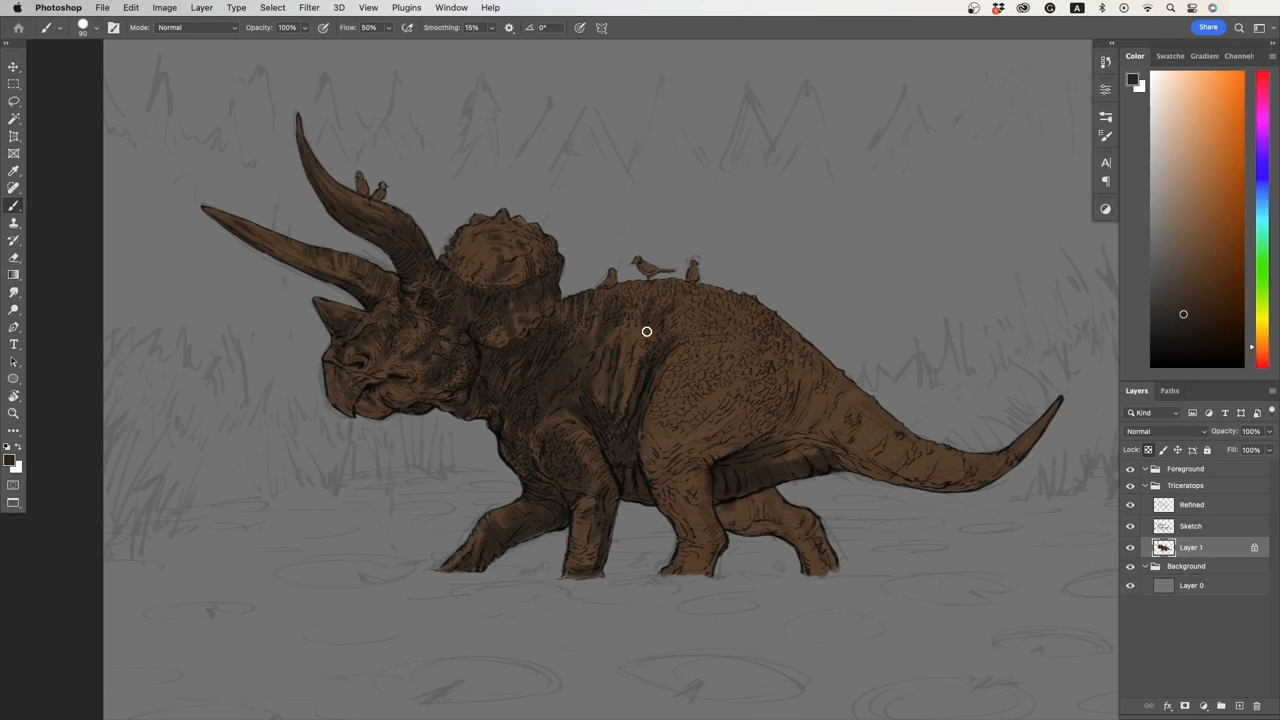 Photoshop File Edit Image Layer Type Select Filter 3D View Plugins Window Help
90 Mode: Normal Opacity: 100% Flow: 50% Smoothing: 15% 0° Share
Color Swatche Gradien Channel
A
Layers Paths
Kind
Normal Opacity: 100%
Lock: Fill: 100%
Foreground
Triceratops
Refined
Sketch
Layer 1
Background
Layer 0